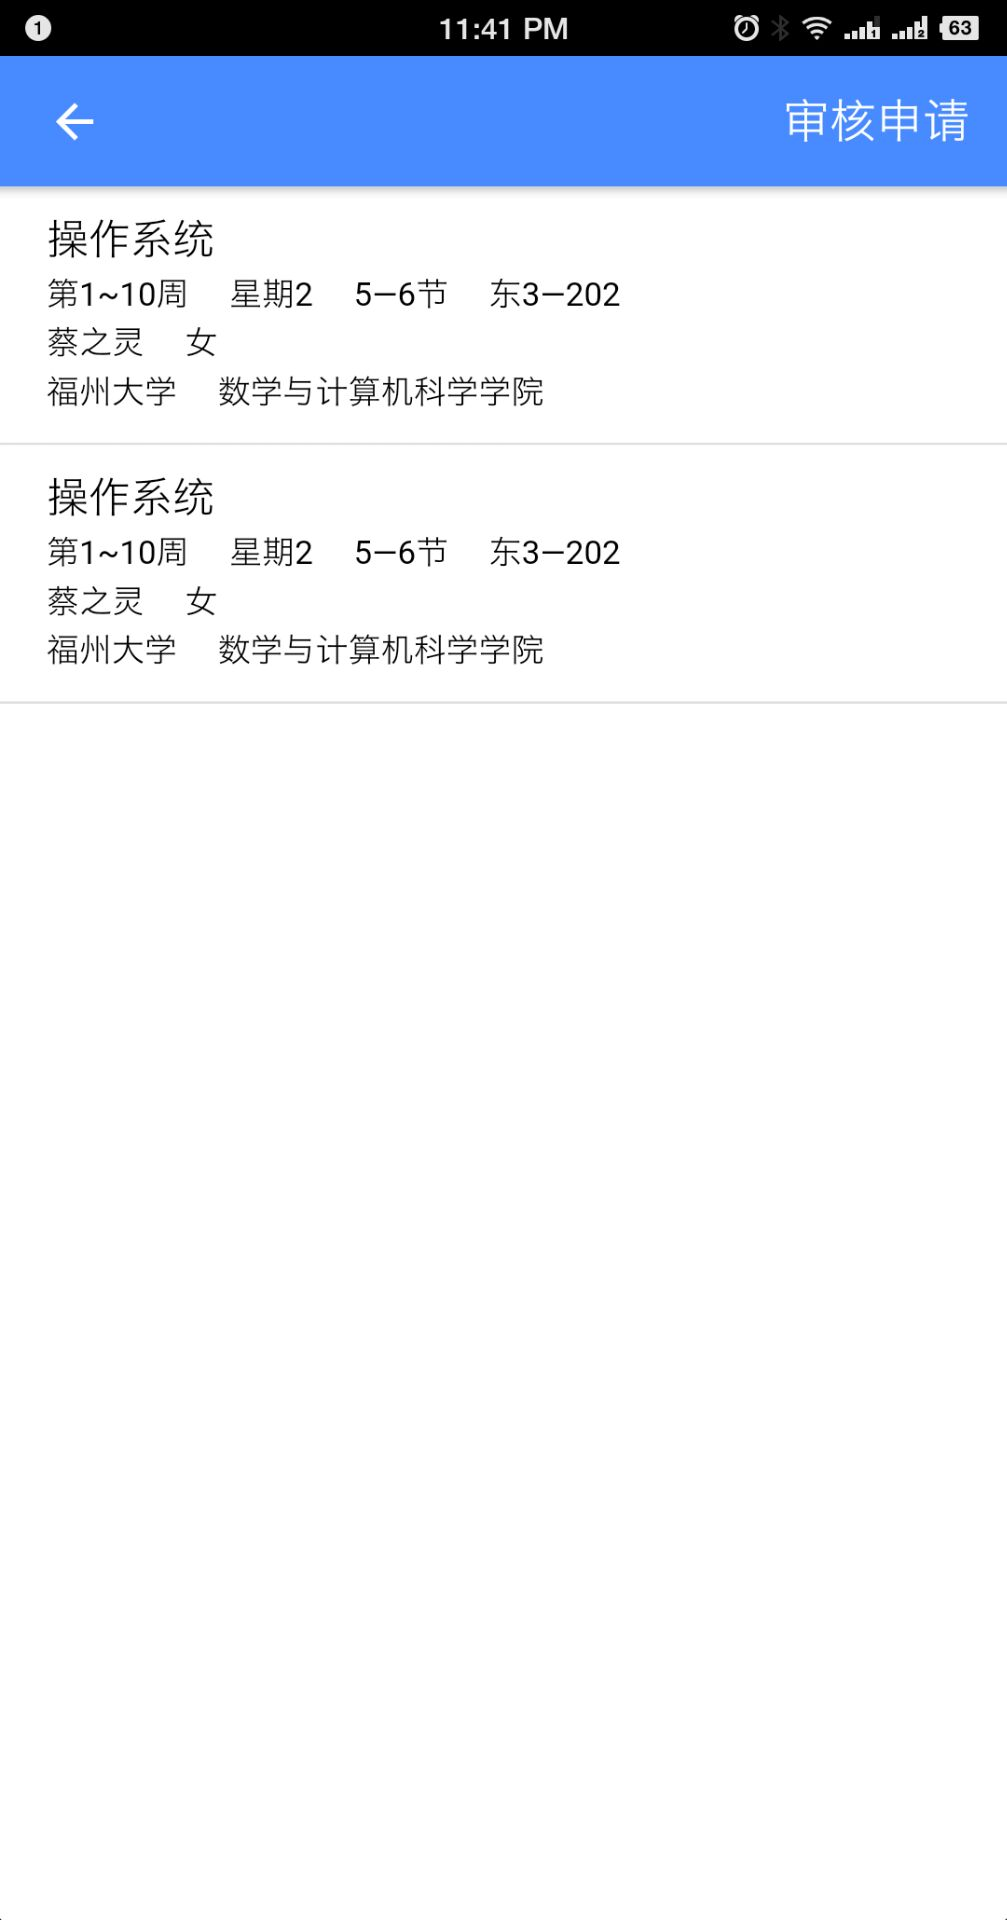 1 11:41 PM 1 2 63
审核申请
操作系统
第1~10周 星期2 5—6节 东3—202
蔡之灵 女
福州大学 数学与计算机科学学院
操作系统
第1~10周 星期2 5—6节 东3—202
蔡之灵 女
福州大学 数学与计算机科学学院